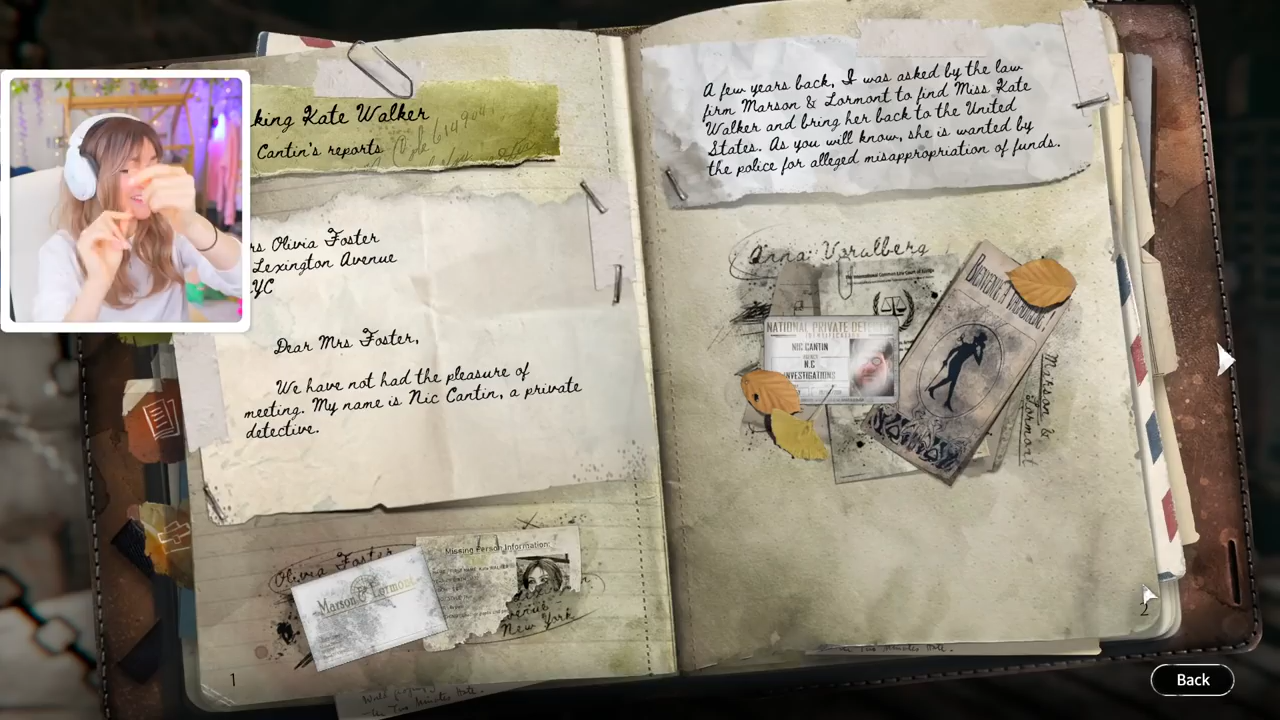 king Kate Walker
Cantin's reports
rs Olivia Foster
Lexington Avenue
YC
Dear Mrs Foster,
We have not had the pleasure of
meeting. My name is Nic Cantin, a private
detective.
Olivia Foster
Marson & Lormont
Missing Person Information:
Avenue
New York
1
A few years back, I was asked by the law
firm Marson & Lormont to find Miss Kate
Walker and bring her back to the United
States. As you will know, she is wanted by
the police for alleged misappropriation of funds.
Anna Voralberg
NATIONAL PRIVATE DETE
NIC CANTIN
AGENCY
N.C
INVESTIGATIONS
Marson &
Lormont
2
Back